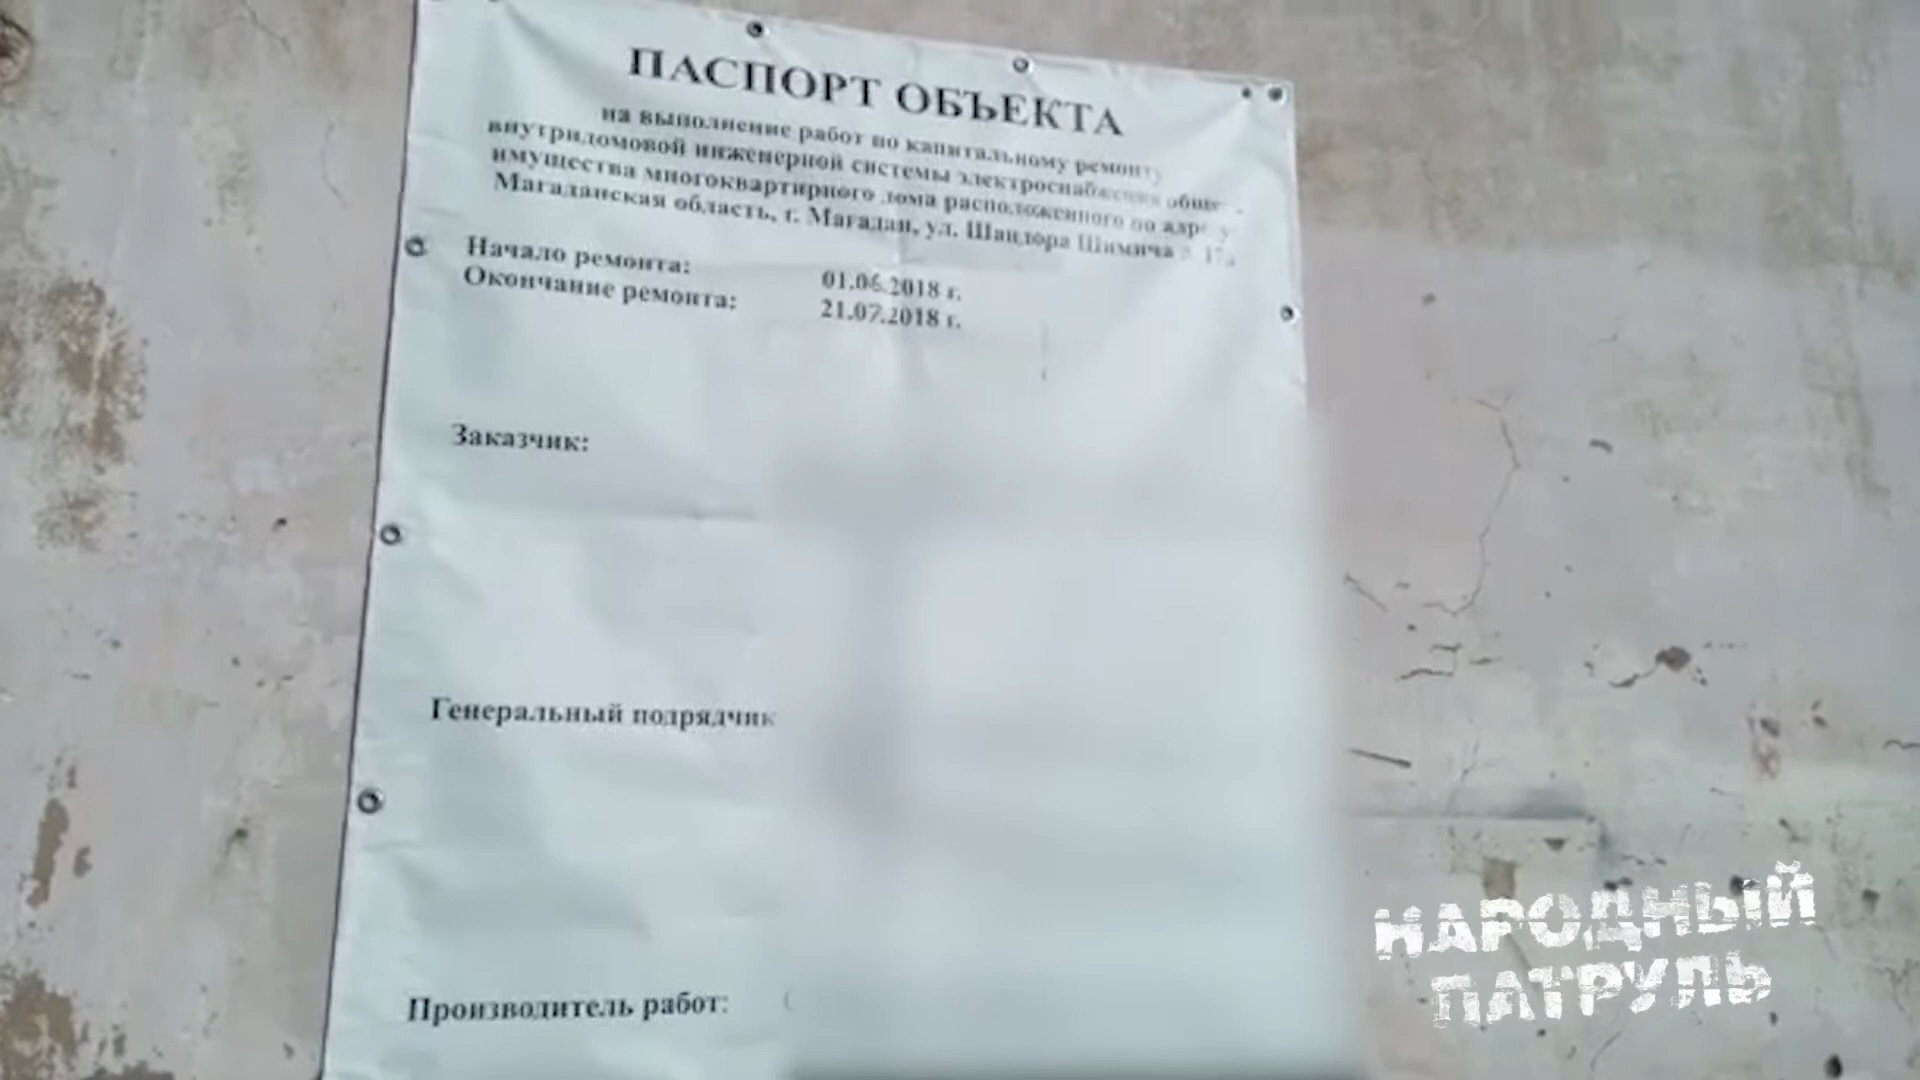 ПАСПОРТ ОБЪЕКТА
на выполнение работ по капитальному ремонту
внутридомовой инженерной системы электроснабжения
имущества многоквартирного дома расположенного по
Магаданская область, г. Магадан, ул. Шандора Шимича
Начало ремонта: 01.06.2018 г.
Окончание ремонта: 21.07.2018 г.
Заказчик:
Генеральный подрядчик
Производитель работ:
НАРОДНЫЙ
ПАТРУЛЬ